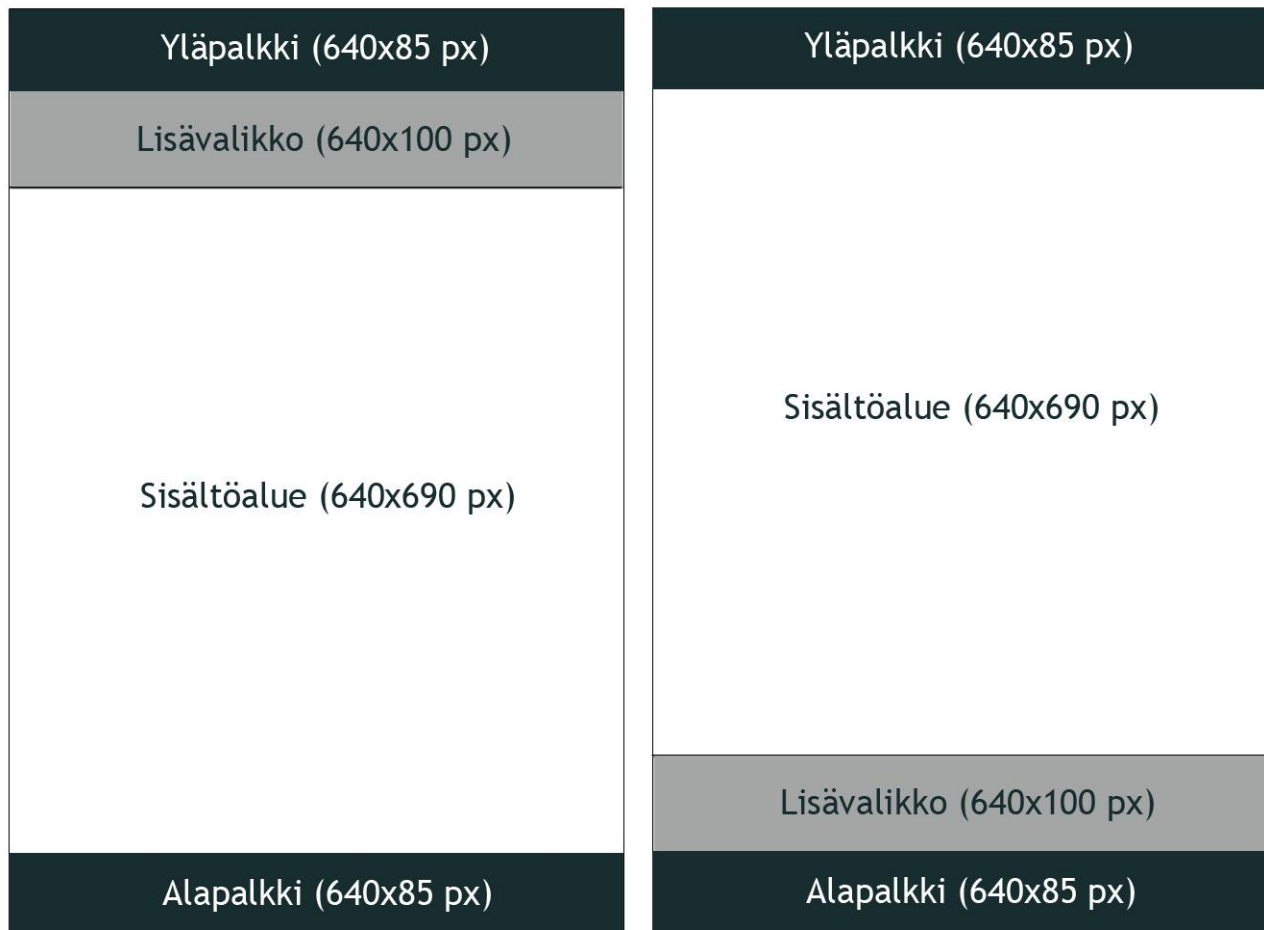 Yläpalkki (640x85 px)
Lisävalikko (640x100 px)
Sisältöalue (640x690 px)
Alapalkki (640x85 px)
Yläpalkki (640x85 px)
Sisältöalue (640x690 px)
Lisävalikko (640x100 px)
Alapalkki (640x85 px)